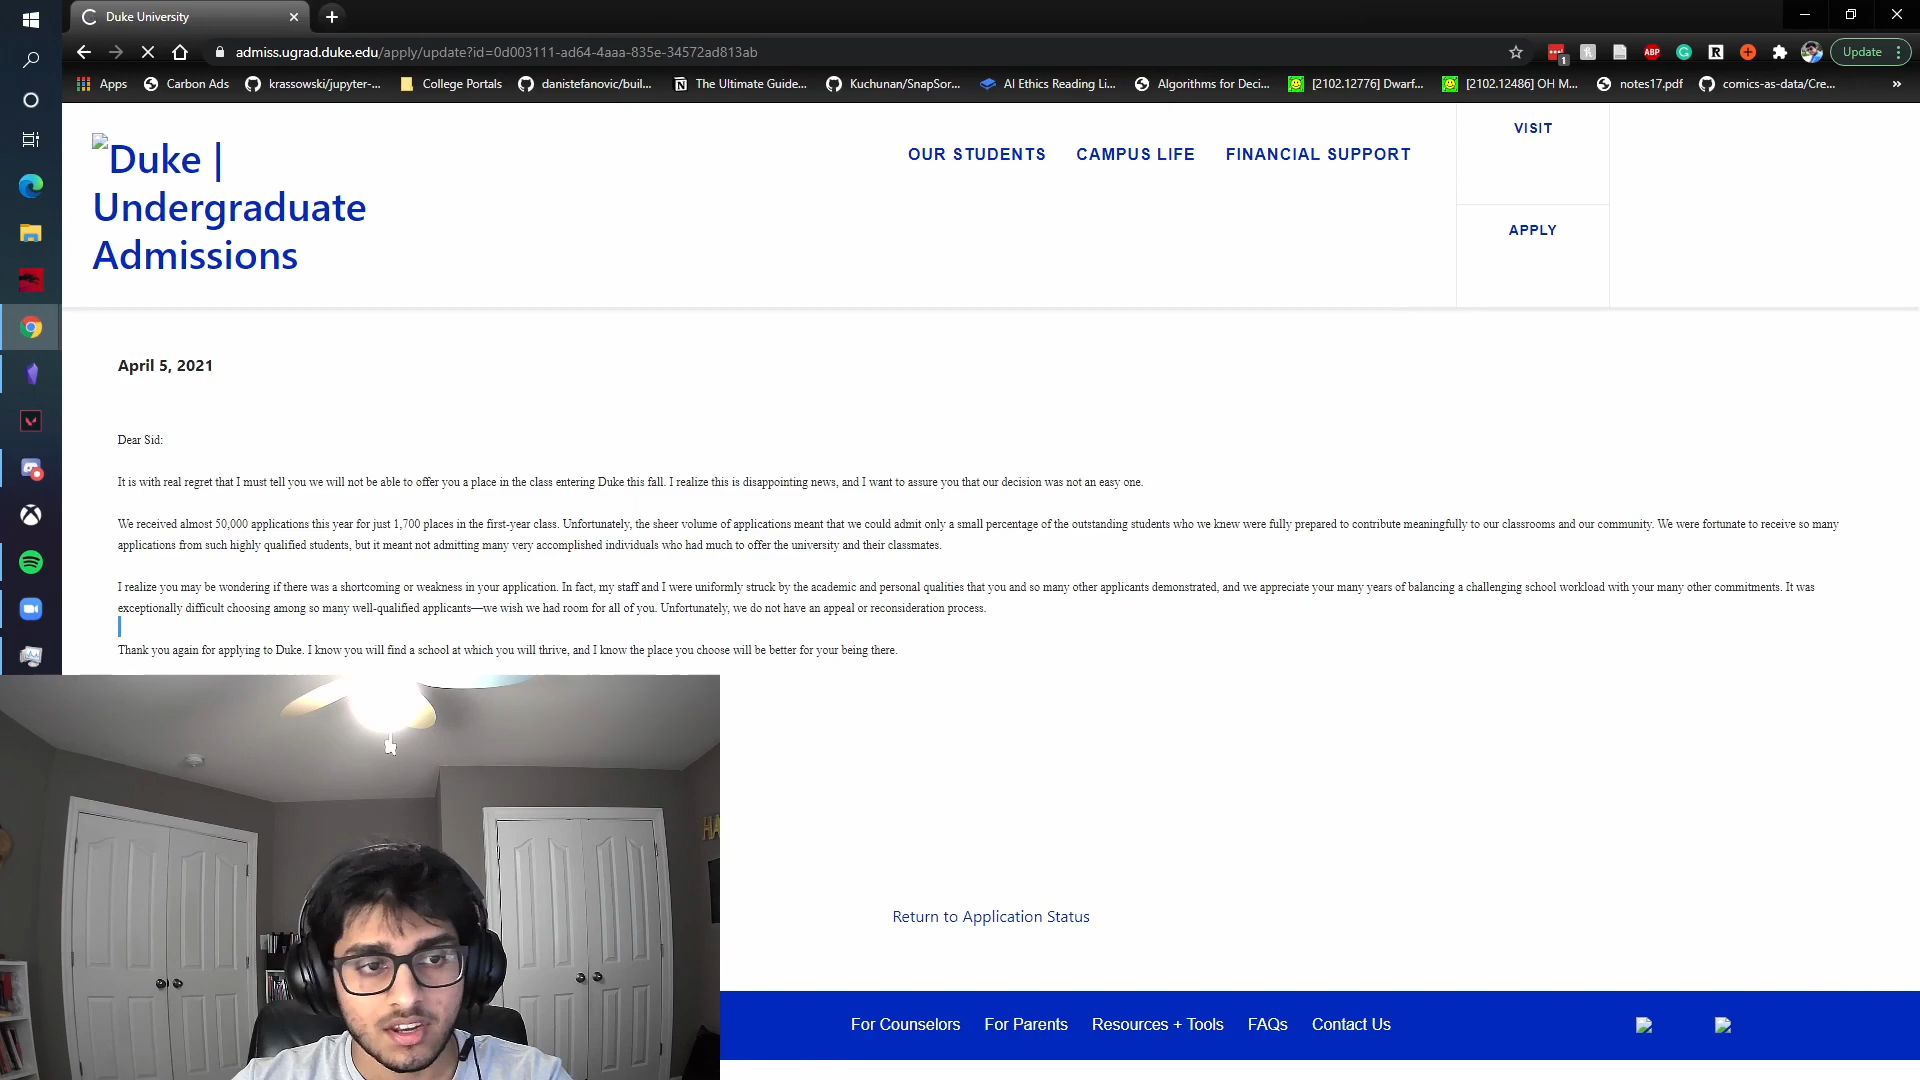 Duke University
admiss.ugrad.duke.edu/apply/update?id=0d003111-ad64-4aaa-835e-34572ad813ab
1
ABP
Update
Apps
Carbon Ads
krassowski/jupyter-...
College Portals
danistefanovic/buil...
The Ultimate Guide...
Kuchunan/SnapSor...
AI Ethics Reading Li...
Algorithms for Deci...
[2102.12776] Dwarf...
[2102.12486] OH M...
notes17.pdf
comics-as-data/Cre...
»
Duke |
Undergraduate
Admissions
OUR STUDENTS
CAMPUS LIFE
FINANCIAL SUPPORT
VISIT
APPLY
April 5, 2021
Dear Sid:
It is with real regret that I must tell you we will not be able to offer you a place in the class entering Duke this fall. I realize this is disappointing news, and I want to assure you that our decision was not an easy one.
We received almost 50,000 applications this year for just 1,700 places in the first-year class. Unfortunately, the sheer volume of applications meant that we could admit only a small percentage of the outstanding students who we knew were fully prepared to contribute meaningfully to our classrooms and our community. We were fortunate to receive so many
applications from such highly qualified students, but it meant not admitting many very accomplished individuals who had much to offer the university and their classmates.
I realize you may be wondering if there was a shortcoming or weakness in your application. In fact, my staff and I were uniformly struck by the academic and personal qualities that you and so many other applicants demonstrated, and we appreciate your many years of balancing a challenging school workload with your many other commitments. It was
exceptionally difficult choosing among so many well-qualified applicants—we wish we had room for all of you. Unfortunately, we do not have an appeal or reconsideration process.
Thank you again for applying to Duke. I know you will find a school at which you will thrive, and I know the place you choose will be better for your being there.
Return to Application Status
For Counselors
For Parents
Resources + Tools
FAQs
Contact Us